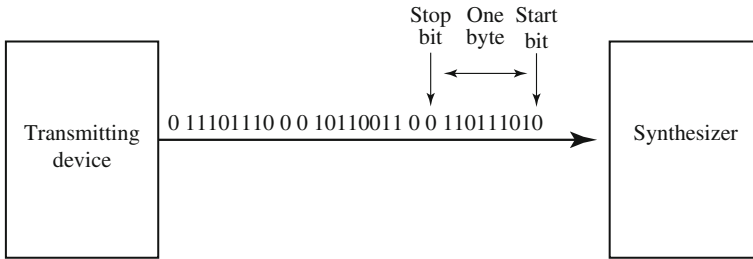 Stop One Start
bit byte bit
Transmitting
device
0 11101110 0 0 10110011 0 0 110111010
Synthesizer